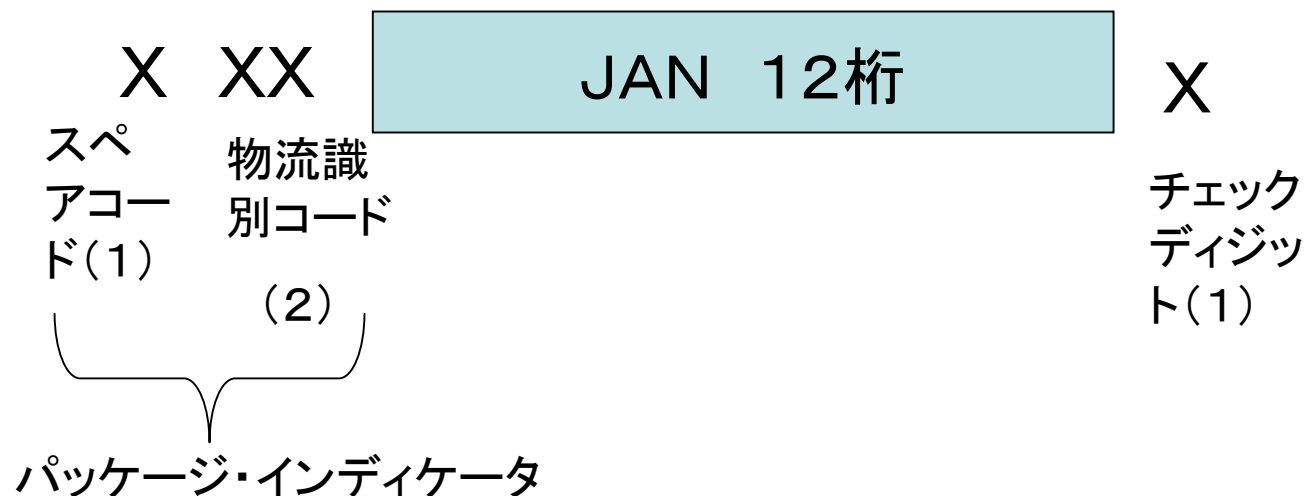 X XX JAN 12桁 X
スペ
アコー
ド(1)
物流識
別コード
(2)
チェック
ディジッ
ト(1)
パッケージ・インディケータ